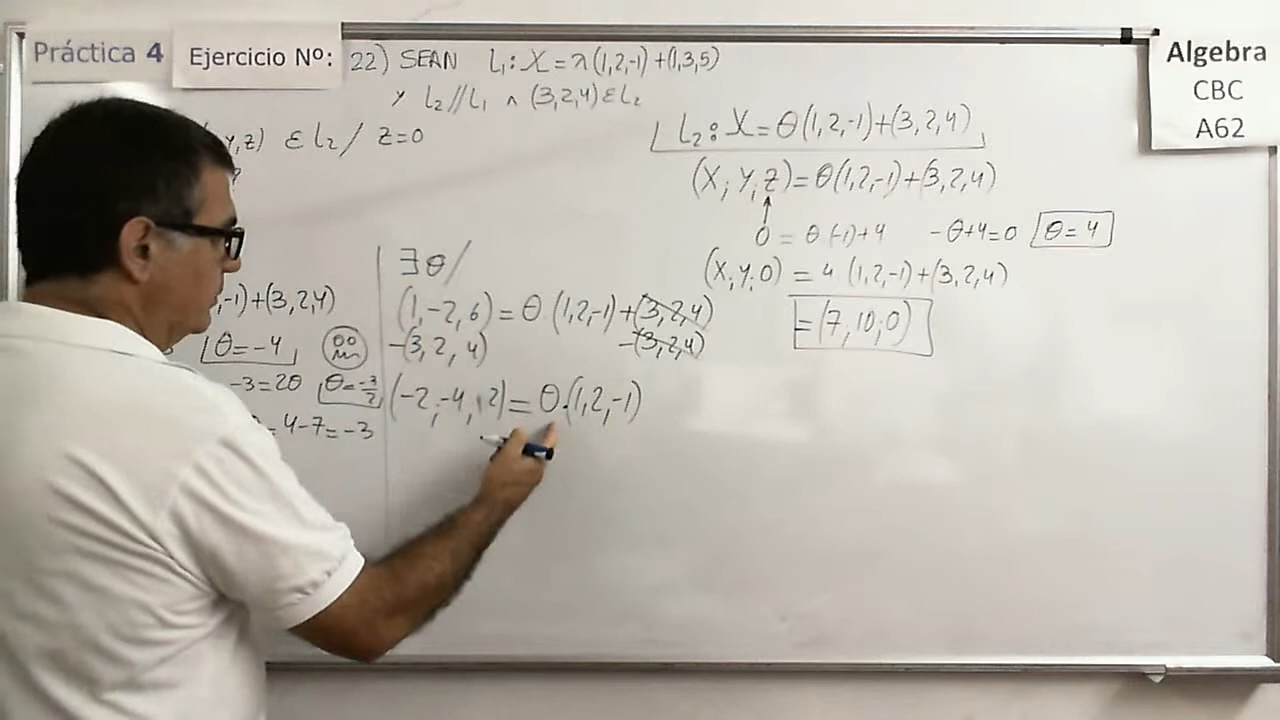 Práctica 4
Ejercicio Nº:
22) SEAN L₁: X = λ(1,2,-1)+(1,3,5)
y L₂//L₁ ∧ (3,2,4) ε L₂
y,z) ε L₂ / z=0
,-1)+(3,2,4)
θ=-4
-3=2θ θ=-3/2
=4-7=-3
∃θ/
(1,-2,6)=θ.(1,2,-1)+(3,2,4)
-(3,2,4) -(3,2,4)
(-2,-4,2)=θ.(1,2,-1)
L₂: X=θ(1,2,-1)+(3,2,4)
(X,Y,z)=θ(1,2,-1)+(3,2,4)
0 = θ(-1)+4 -θ+4=0 θ=4
(X,Y,0) = 4 (1,2,-1)+(3,2,4)
=(7,10,0)
Algebra
CBC
A62